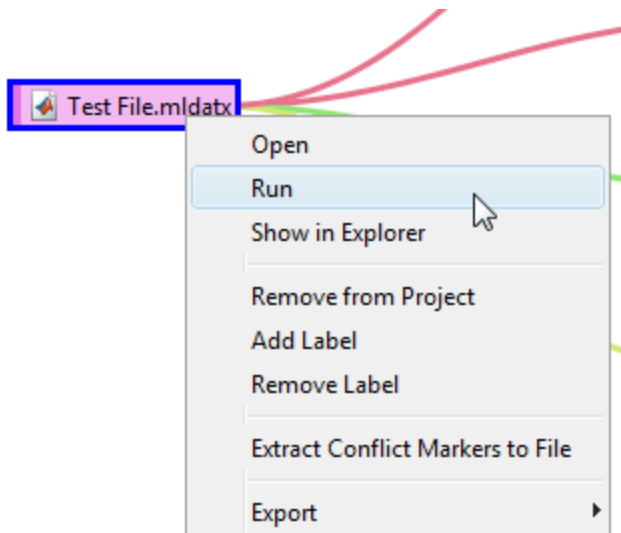 Test File.mldatx
Open
Run
Show in Explorer
Remove from Project
Add Label
Remove Label
Extract Conflict Markers to File
Export